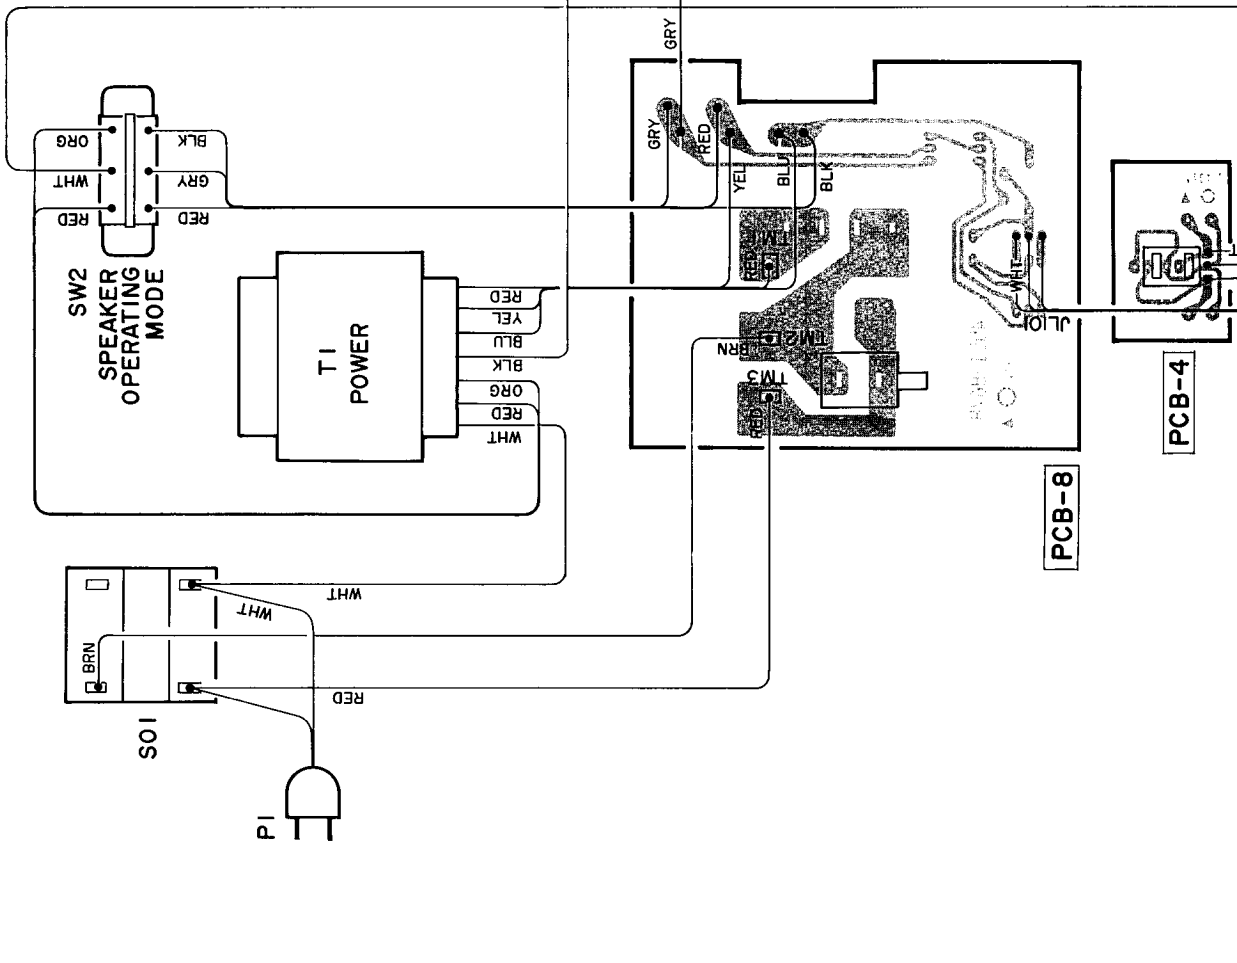 GRY
ORG
BLK
WHT
GRY
RED
RED
SW2
SPEAKER
OPERATING
MODE
GRY
RED
YEL
BLU
BLK
T1
POWER
RED
YEL
BLU
BLK
ORG
RED
WHT
RED
TM1
BRN
TM2
TM3
RED
WHT
JL101
PCB-8
PCB-4
WHT
WHT
BRN
RED
SO1
P1